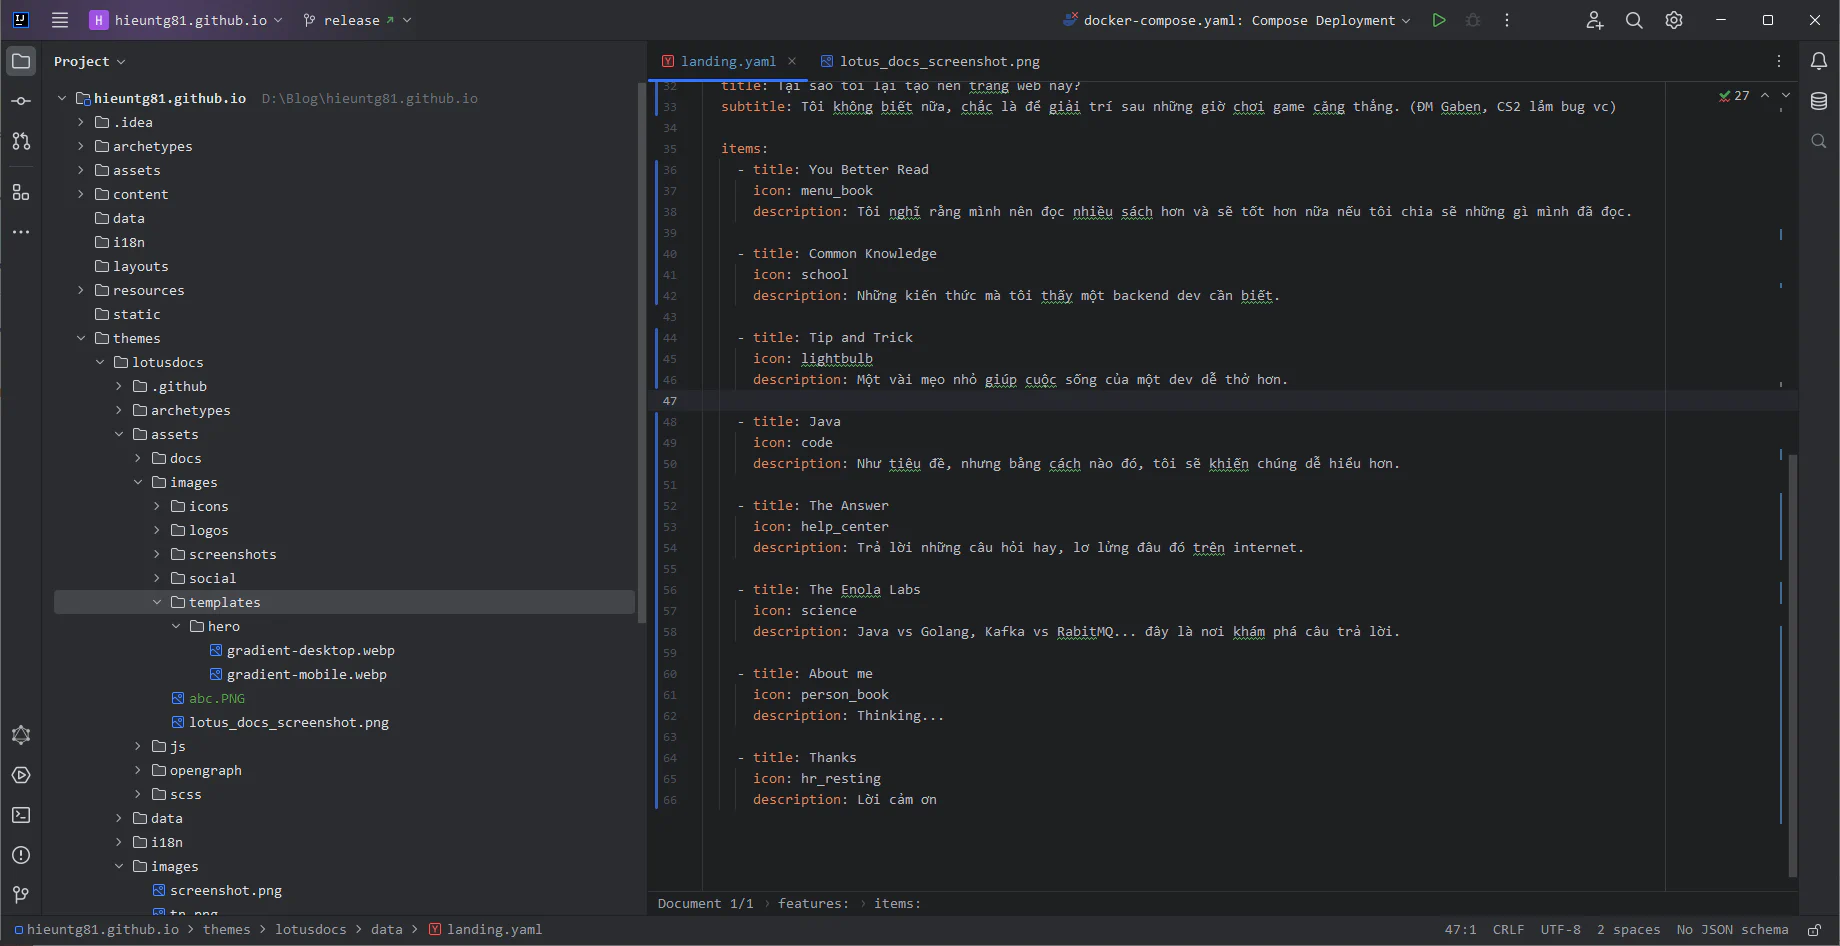 hieuntg81.github.io release docker-compose.yaml: Compose Deployment
Project
hieuntg81.github.io D:\Blog\hieuntg81.github.io
.idea
archetypes
assets
content
data
i18n
layouts
resources
static
themes
lotusdocs
.github
archetypes
assets
docs
images
icons
logos
screenshots
social
templates
hero
gradient-desktop.webp
gradient-mobile.webp
abc.PNG
lotus_docs_screenshot.png
js
opengraph
scss
data
i18n
images
screenshot.png
tn.png
landing.yaml lotus_docs_screenshot.png
27
32 title: Tại sao tôi lại tạo nên trang web này?
33 subtitle: Tôi không biết nữa, chắc là để giải trí sau những giờ chơi game căng thẳng. (ĐM Gaben, CS2 lắm bug vc)
34
35 items:
36 - title: You Better Read
37 icon: menu_book
38 description: Tôi nghĩ rằng mình nên đọc nhiều sách hơn và sẽ tốt hơn nữa nếu tôi chia sẽ những gì mình đã đọc.
39
40 - title: Common Knowledge
41 icon: school
42 description: Những kiến thức mà tôi thấy một backend dev cần biết.
43
44 - title: Tip and Trick
45 icon: lightbulb
46 description: Một vài mẹo nhỏ giúp cuộc sống của một dev dễ thở hơn.
47
48 - title: Java
49 icon: code
50 description: Như tiêu đề, nhưng bằng cách nào đó, tôi sẽ khiến chúng dễ hiểu hơn.
51
52 - title: The Answer
53 icon: help_center
54 description: Trả lời những câu hỏi hay, lơ lửng đâu đó trên internet.
55
56 - title: The Enola Labs
57 icon: science
58 description: Java vs Golang, Kafka vs RabitMQ... đây là nơi khám phá câu trả lời.
59
60 - title: About me
61 icon: person_book
62 description: Thinking...
63
64 - title: Thanks
65 icon: hr_resting
66 description: Lời cảm ơn
Document 1/1 › features: › items:
hieuntg81.github.io › themes › lotusdocs › data › landing.yaml 47:1 CRLF UTF-8 2 spaces No JSON schema